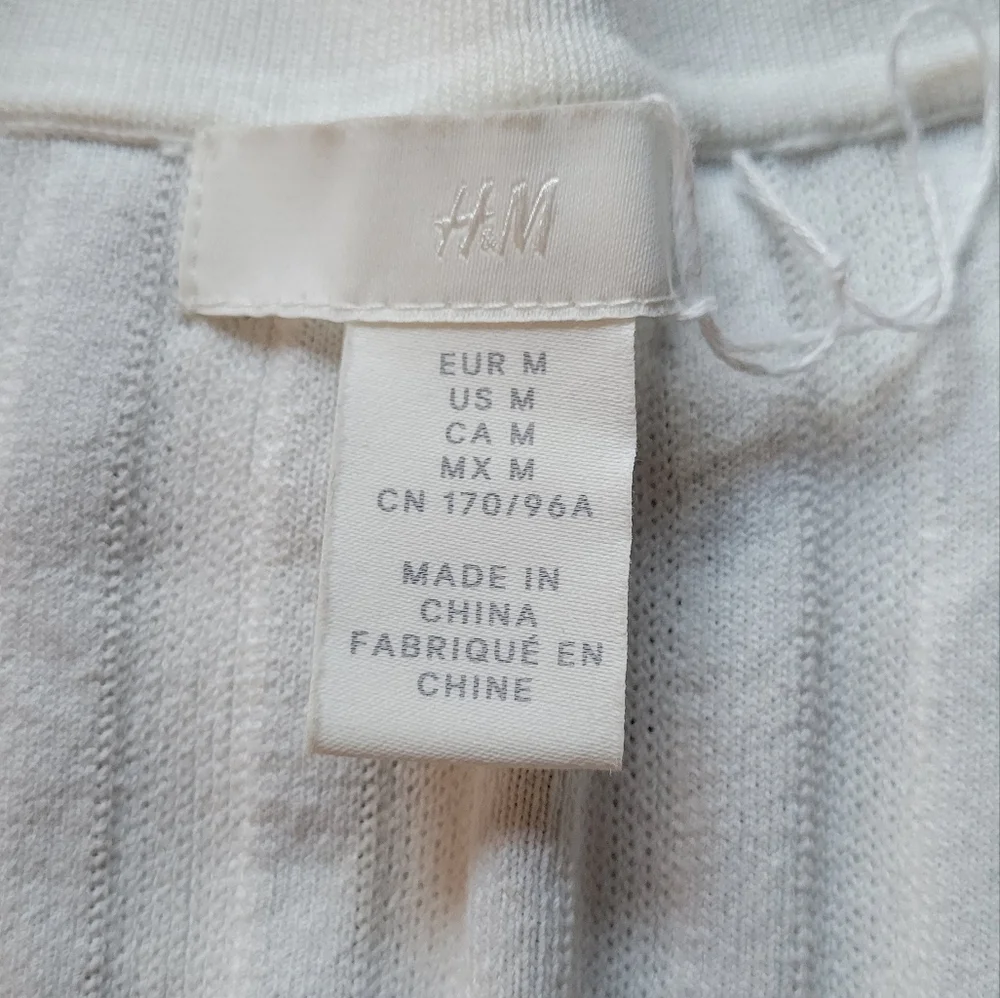 H&M
EUR M
US M
CA M
MX M
CN 170/96A
MADE IN
CHINA
FABRIQUÉ EN
CHINE